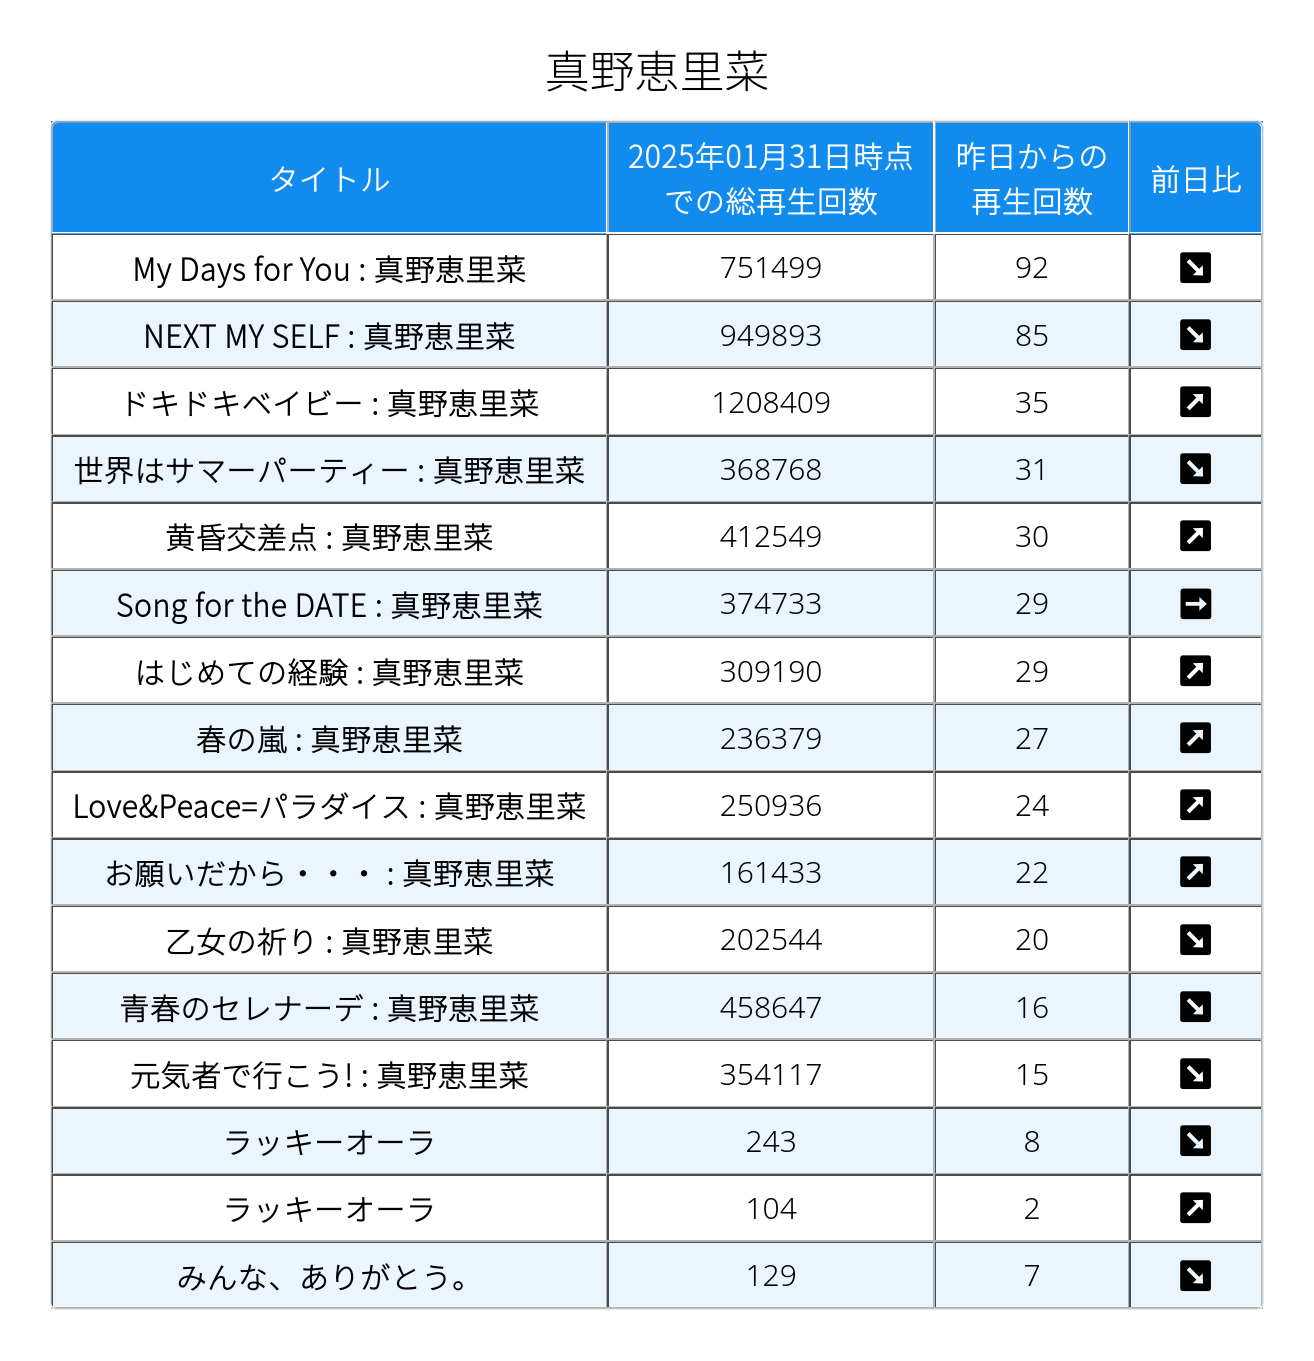 真野恵里菜
タイトル 2025年01月31日時点での総再生回数 昨日からの再生回数 前日比
My Days for You : 真野恵里菜 751499 92 ↘
NEXT MY SELF : 真野恵里菜 949893 85 ↘
ドキドキベイビー : 真野恵里菜 1208409 35 ↗
世界はサマーパーティー : 真野恵里菜 368768 31 ↘
黄昏交差点 : 真野恵里菜 412549 30 ↗
Song for the DATE : 真野恵里菜 374733 29 →
はじめての経験 : 真野恵里菜 309190 29 ↗
春の嵐 : 真野恵里菜 236379 27 ↗
Love&Peace=パラダイス : 真野恵里菜 250936 24 ↗
お願いだから・・・ : 真野恵里菜 161433 22 ↗
乙女の祈り : 真野恵里菜 202544 20 ↘
青春のセレナーデ : 真野恵里菜 458647 16 ↘
元気者で行こう! : 真野恵里菜 354117 15 ↘
ラッキーオーラ 243 8 ↘
ラッキーオーラ 104 2 ↗
みんな、ありがとう。 129 7 ↘